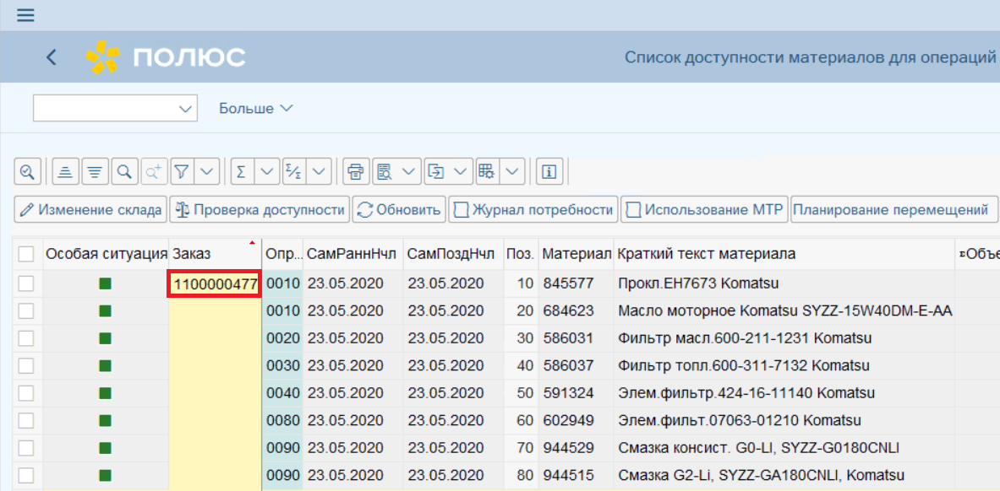 ПОЛЮС
Список доступности материалов для операций
Больше
Изменение склада Проверка доступности Обновить Журнал потребности Использование МТР Планирование перемещений
Особая ситуация Заказ Опр... СамРаннНчл СамПоздНчл Поз. Материал Краткий текст материала ΣОбъе
1100000477 0010 23.05.2020 23.05.2020 10 845577 Прокл.EH7673 Komatsu
0010 23.05.2020 23.05.2020 20 684623 Масло моторное Komatsu SYZZ-15W40DM-E-AA
0020 23.05.2020 23.05.2020 30 586031 Фильтр масл.600-211-1231 Komatsu
0030 23.05.2020 23.05.2020 40 586037 Фильтр топл.600-311-7132 Komatsu
0040 23.05.2020 23.05.2020 50 591324 Элем.фильтр.424-16-11140 Komatsu
0080 23.05.2020 23.05.2020 60 602949 Элем.фильт.07063-01210 Komatsu
0090 23.05.2020 23.05.2020 70 944529 Смазка консист. G0-LI, SYZZ-G0180CNLI
0090 23.05.2020 23.05.2020 80 944515 Смазка G2-Li, SYZZ-GA180CNLI, Komatsu